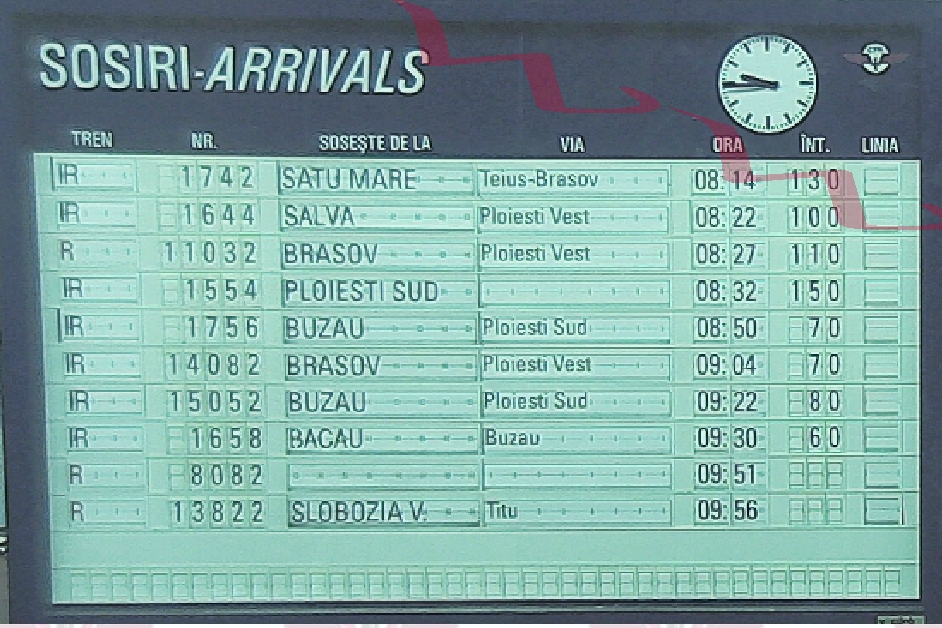 SOSIRI-ARRIVALS
TREN NR. SOSEŞTE DE LA VIA ORA ÎNT. LINIA
IR 1742 SATU MARE Teius-Brasov 08:14 130
IR 1644 SALVA Ploiesti Vest 08:22 100
R 11032 BRASOV Ploiesti Vest 08:27 110
IR 1554 PLOIESTI SUD 08:32 150
IR 1756 BUZAU Ploiesti Sud 08:50 70
R 14082 BRASOV Ploiesti Vest 09:04 70
IR 15052 BUZAU Ploiesti Sud 09:22 80
IR 1658 BACAU Buzau 09:30 60
R 8082 09:51
R 13822 SLOBOZIA V. Titu 09:56